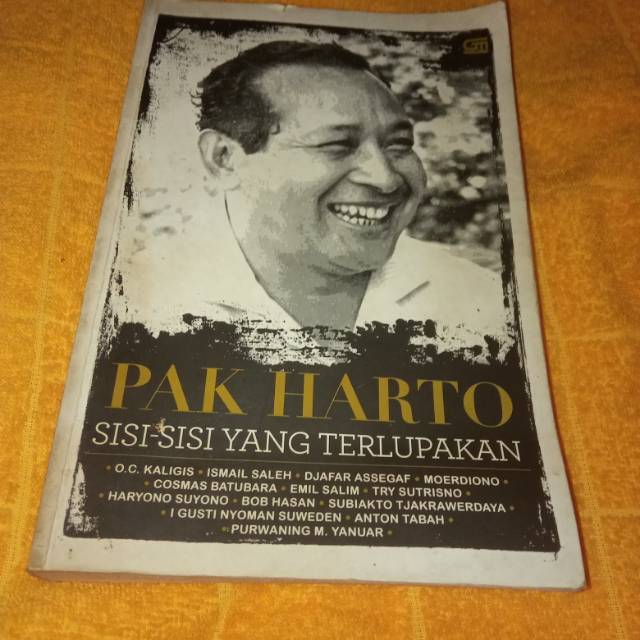 PAK HARTO
SISI-SISI YANG TERLUPAKAN
• O.C. KALIGIS • ISMAIL SALEH • DJAFAR ASSEGAF • MOERDIONO •
• COSMAS BATUBARA • EMIL SALIM • TRY SUTRISNO •
• HARYONO SUYONO • BOB HASAN • SUBIAKTO TJAKRAWERDAYA •
• I GUSTI NYOMAN SUWEDEN • ANTON TABAH •
• PURWANING M. YANUAR •